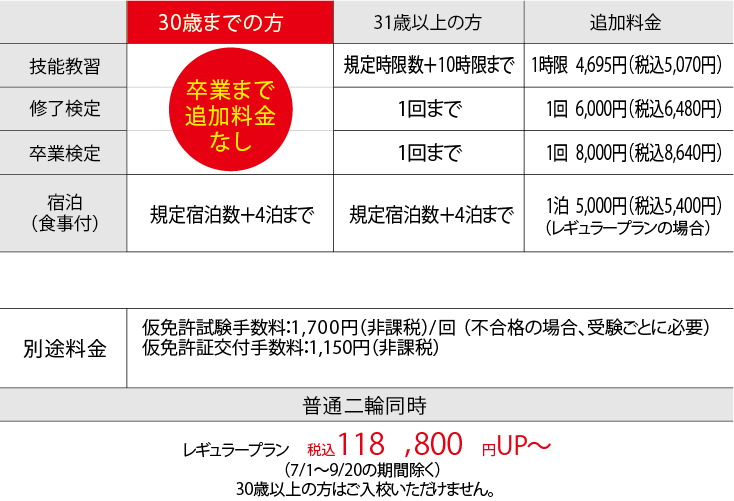 30歳までの方 31歳以上の方 追加料金
技能教習 規定時限数＋10時限まで 1時限 4,695円（税込5,070円）
卒業まで
追加料金
なし
修了検定 1回まで 1回 6,000円（税込6,480円）
卒業検定 1回まで 1回 8,000円（税込8,640円）
宿泊
（食事付）
規定宿泊数＋4泊まで 規定宿泊数＋4泊まで 1泊 5,000円（税込5,400円）
（レギュラープランの場合）
別途料金
仮免許試験手数料：1,700円（非課税）/回（不合格の場合、受験ごとに必要）
仮免許証交付手数料：1,150円（非課税）
普通二輪同時
レギュラープラン 税込118,800円UP〜
（7/1〜9/20の期間除く）
30歳以上の方はご入校いただけません。